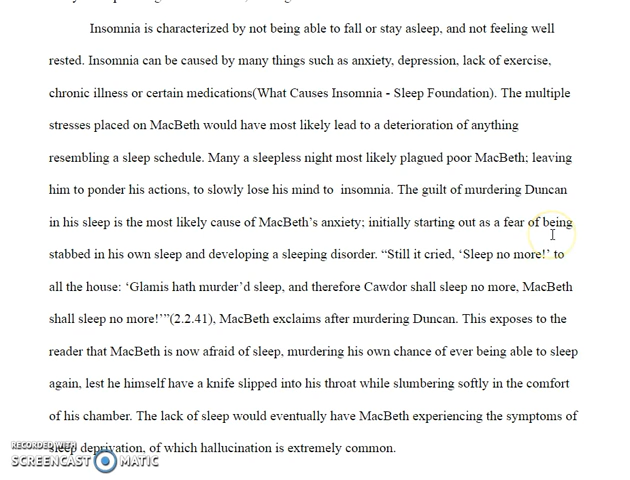 Insomnia is characterized by not being able to fall or stay asleep, and not feeling well
rested. Insomnia can be caused by many things such as anxiety, depression, lack of exercise,
chronic illness or certain medications(What Causes Insomnia - Sleep Foundation). The multiple
stresses placed on MacBeth would have most likely lead to a deterioration of anything
resembling a sleep schedule. Many a sleepless night most likely plagued poor MacBeth; leaving
him to ponder his actions, to slowly lose his mind to  insomnia. The guilt of murdering Duncan
in his sleep is the most likely cause of MacBeth’s anxiety; initially starting out as a fear of being
stabbed in his own sleep and developing a sleeping disorder. “Still it cried, ‘Sleep no more!’ to
all the house: ‘Glamis hath murder’d sleep, and therefore Cawdor shall sleep no more, MacBeth
shall sleep no more!’”(2.2.41), MacBeth exclaims after murdering Duncan. This exposes to the
reader that MacBeth is now afraid of sleep, murdering his own chance of ever being able to sleep
again, lest he himself have a knife slipped into his throat while slumbering softly in the comfort
of his chamber. The lack of sleep would eventually have MacBeth experiencing the symptoms of
sleep deprivation, of which hallucination is extremely common.
RECORDED WITH
SCREENCAST MATIC